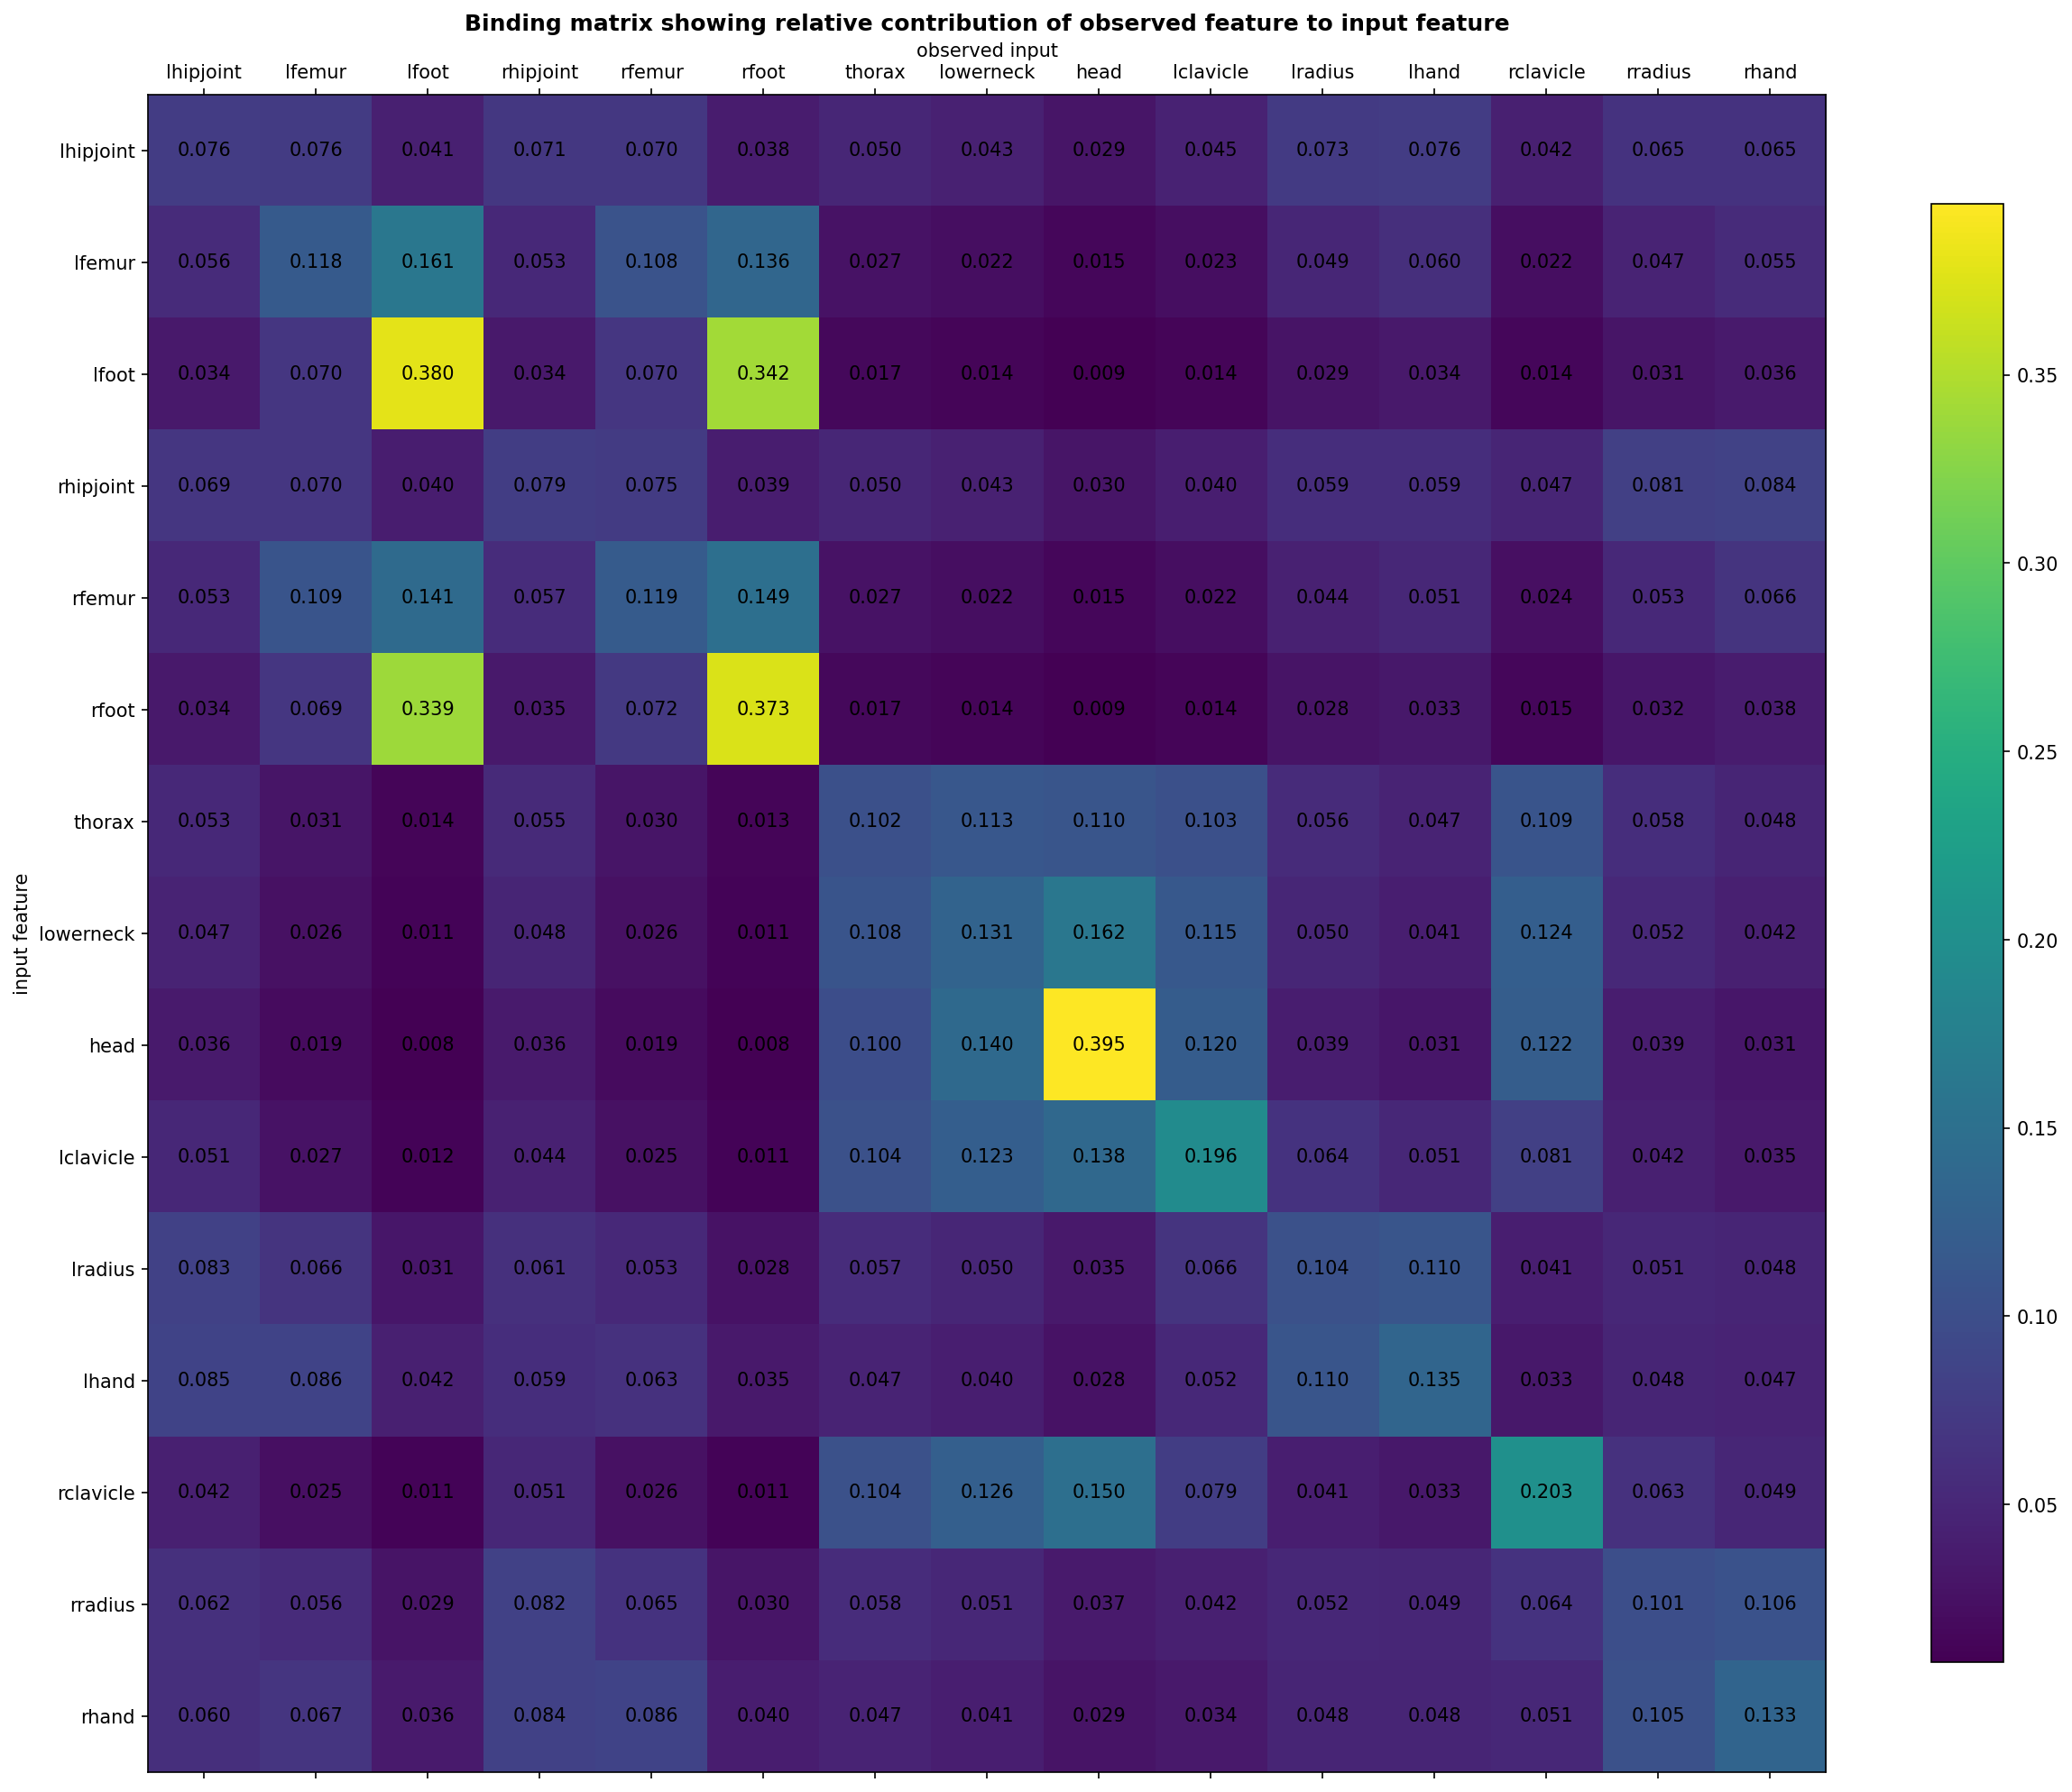 Binding matrix showing relative contribution of observed feature to input feature
observed input
lhipjoint lfemur lfoot rhipjoint rfemur rfoot thorax lowerneck head lclavicle lradius lhand rclavicle rradius rhand
lhipjoint 0.076 0.076 0.041 0.071 0.070 0.038 0.050 0.043 0.029 0.045 0.073 0.076 0.042 0.065 0.065
lfemur 0.056 0.118 0.161 0.053 0.108 0.136 0.027 0.022 0.015 0.023 0.049 0.060 0.022 0.047 0.055
lfoot 0.034 0.070 0.380 0.034 0.070 0.342 0.017 0.014 0.009 0.014 0.029 0.034 0.014 0.031 0.036
rhipjoint 0.069 0.070 0.040 0.079 0.075 0.039 0.050 0.043 0.030 0.040 0.059 0.059 0.047 0.081 0.084
rfemur 0.053 0.109 0.141 0.057 0.119 0.149 0.027 0.022 0.015 0.022 0.044 0.051 0.024 0.053 0.066
rfoot 0.034 0.069 0.339 0.035 0.072 0.373 0.017 0.014 0.009 0.014 0.028 0.033 0.015 0.032 0.038
thorax 0.053 0.031 0.014 0.055 0.030 0.013 0.102 0.113 0.110 0.103 0.056 0.047 0.109 0.058 0.048
lowerneck 0.047 0.026 0.011 0.048 0.026 0.011 0.108 0.131 0.162 0.115 0.050 0.041 0.124 0.052 0.042
head 0.036 0.019 0.008 0.036 0.019 0.008 0.100 0.140 0.395 0.120 0.039 0.031 0.122 0.039 0.031
lclavicle 0.051 0.027 0.012 0.044 0.025 0.011 0.104 0.123 0.138 0.196 0.064 0.051 0.081 0.042 0.035
lradius 0.083 0.066 0.031 0.061 0.053 0.028 0.057 0.050 0.035 0.066 0.104 0.110 0.041 0.051 0.048
lhand 0.085 0.086 0.042 0.059 0.063 0.035 0.047 0.040 0.028 0.052 0.110 0.135 0.033 0.048 0.047
rclavicle 0.042 0.025 0.011 0.051 0.026 0.011 0.104 0.126 0.150 0.079 0.041 0.033 0.203 0.063 0.049
rradius 0.062 0.056 0.029 0.082 0.065 0.030 0.058 0.051 0.037 0.042 0.052 0.049 0.064 0.101 0.106
rhand 0.060 0.067 0.036 0.084 0.086 0.040 0.047 0.041 0.029 0.034 0.048 0.048 0.051 0.105 0.133
input feature
0.35
0.30
0.25
0.20
0.15
0.10
0.05